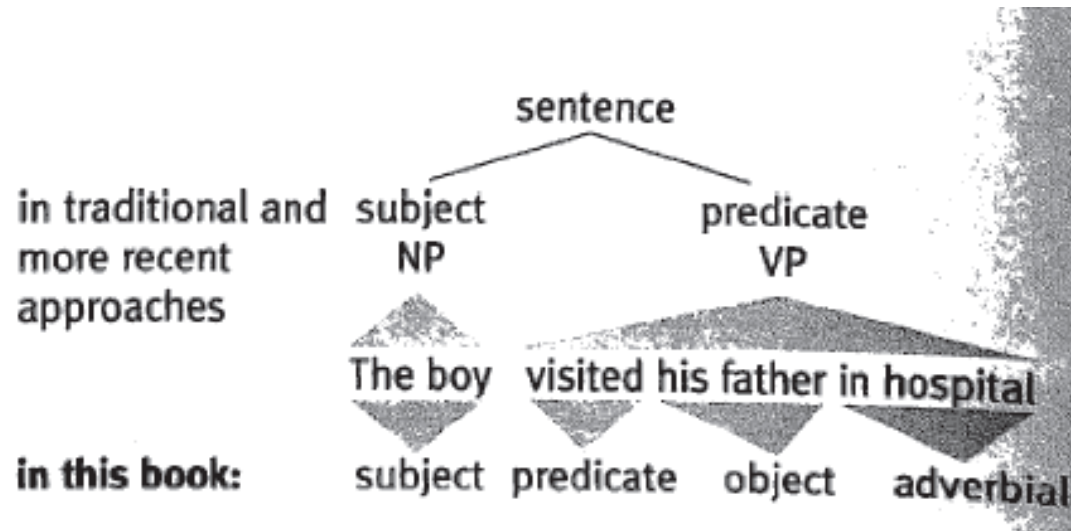 sentence
in traditional and subject predicate
more recent NP VP
approaches
The boy visited his father in hospital
in this book: subject predicate object adverbial